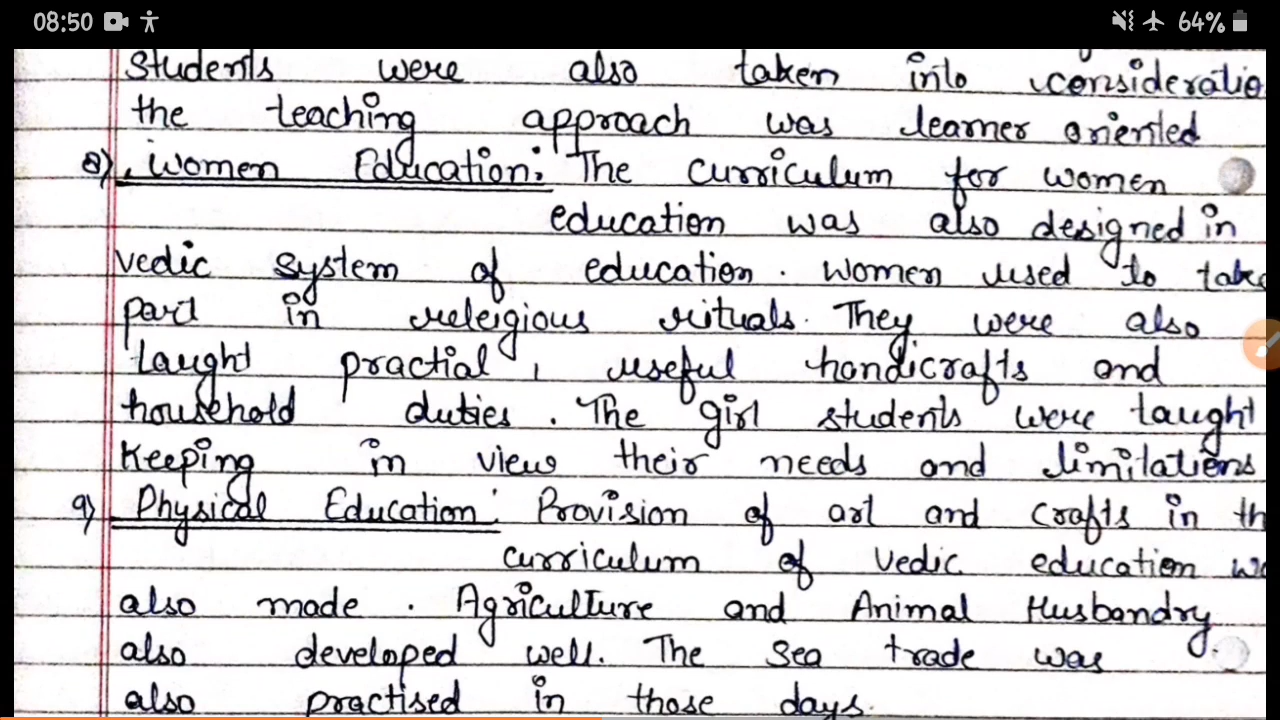 08:50 64%
Students were also taken into consideratio
the teaching approach was learner oriented
8) Women Education: The curriculum for women
education was also designed in
vedic system of education. Women used to take
part in releigious rituals. They were also
taught practial, useful handicrafts and
household duties. The girl students were taught
Keeping in view their needs and limitations
9) Physical Education: Provision of art and crafts in th
curriculum of Vedic education wa
also made. Agriculture and Animal Husbandry
also developed well. The Sea trade was
also practised in those days.